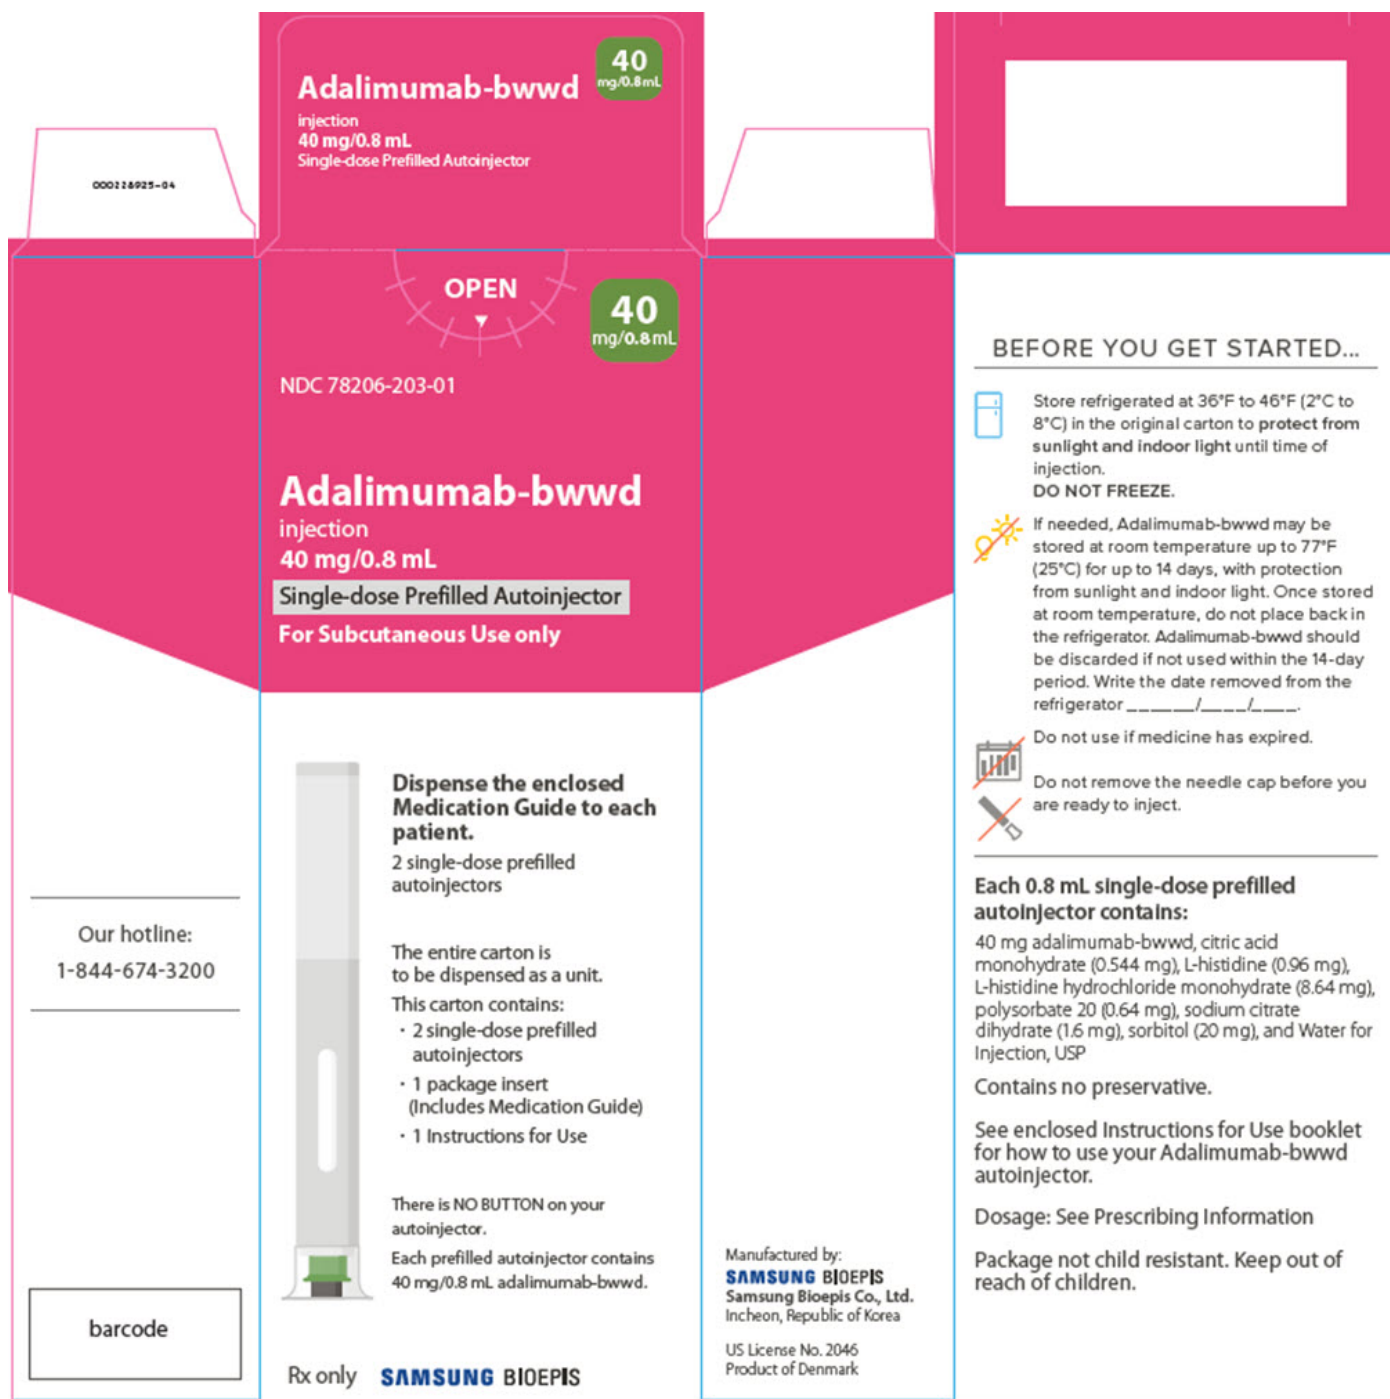 Adalimumab-bwwd
40
mg/0.8 mL
injection
40 mg/0.8 mL
Single-dose Prefilled Autoinjector
000228925-04
OPEN
40
mg/0.8 mL
NDC 78206-203-01
Adalimumab-bwwd
injection
40 mg/0.8 mL
Single-dose Prefilled Autoinjector
For Subcutaneous Use only
Dispense the enclosed
Medication Guide to each
patient.
2 single-dose prefilled
autoinjectors
The entire carton is
to be dispensed as a unit.
This carton contains:
· 2 single-dose prefilled
autoinjectors
· 1 package insert
(Includes Medication Guide)
· 1 Instructions for Use
There is NO BUTTON on your
autoinjector.
Each prefilled autoinjector contains
40 mg/0.8 mL adalimumab-bwwd.
Rx only SAMSUNG BIOEPIS
Our hotline:
1-844-674-3200
barcode
Manufactured by:
SAMSUNG BIOEPIS
Samsung Bioepis Co., Ltd.
Incheon, Republic of Korea
US License No. 2046
Product of Denmark
BEFORE YOU GET STARTED...
Store refrigerated at 36°F to 46°F (2°C to
8°C) in the original carton to protect from
sunlight and indoor light until time of
injection.
DO NOT FREEZE.
If needed, Adalimumab-bwwd may be
stored at room temperature up to 77°F
(25°C) for up to 14 days, with protection
from sunlight and indoor light. Once stored
at room temperature, do not place back in
the refrigerator. Adalimumab-bwwd should
be discarded if not used within the 14-day
period. Write the date removed from the
refrigerator ______/____/____.
Do not use if medicine has expired.
Do not remove the needle cap before you
are ready to inject.
Each 0.8 mL single-dose prefilled
autoinjector contains:
40 mg adalimumab-bwwd, citric acid
monohydrate (0.544 mg), L-histidine (0.96 mg),
L-histidine hydrochloride monohydrate (8.64 mg),
polysorbate 20 (0.64 mg), sodium citrate
dihydrate (1.6 mg), sorbitol (20 mg), and Water for
Injection, USP
Contains no preservative.
See enclosed Instructions for Use booklet
for how to use your Adalimumab-bwwd
autoinjector.
Dosage: See Prescribing Information
Package not child resistant. Keep out of
reach of children.